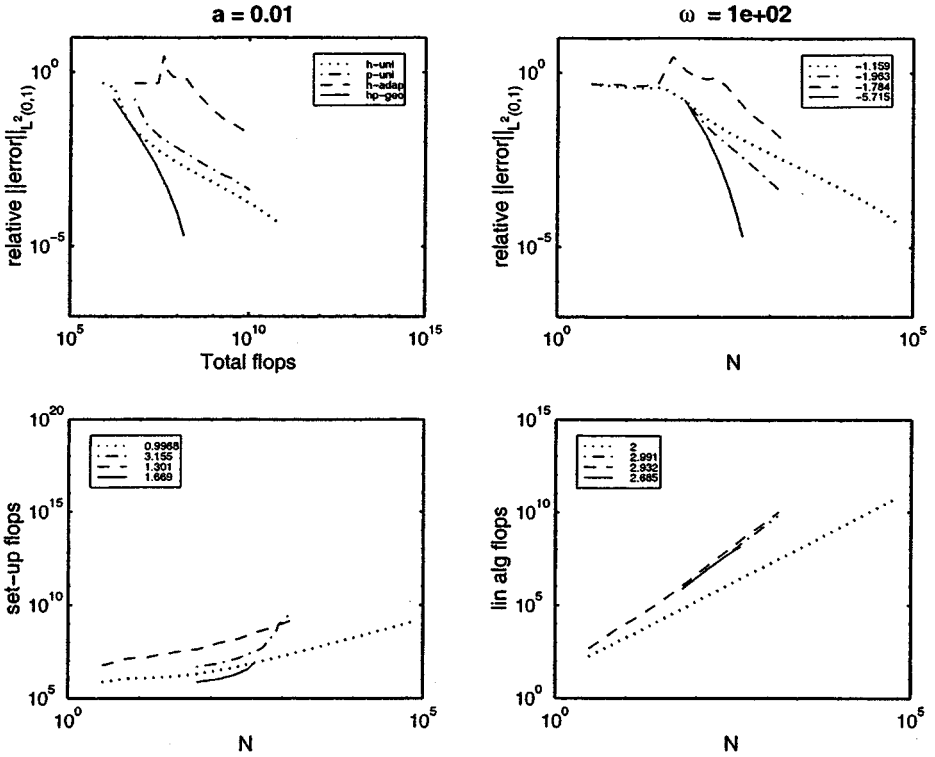 a = 0.01
ω = 1e+02
10^0
10^-5
10^5
10^10
10^15
relative ||error||_L^2(0,1)
Total flops
h-uni
p-uni
h-adap
hp-geo
10^0
10^-5
10^0
10^5
relative ||error||_L^2(0,1)
N
-1.159
-1.963
-1.784
-5.715
10^20
10^15
10^10
10^5
10^0
10^5
set-up flops
N
0.9968
3.155
1.301
1.669
10^15
10^10
10^5
10^0
10^0
10^5
lin alg flops
N
2
2.991
2.932
2.685